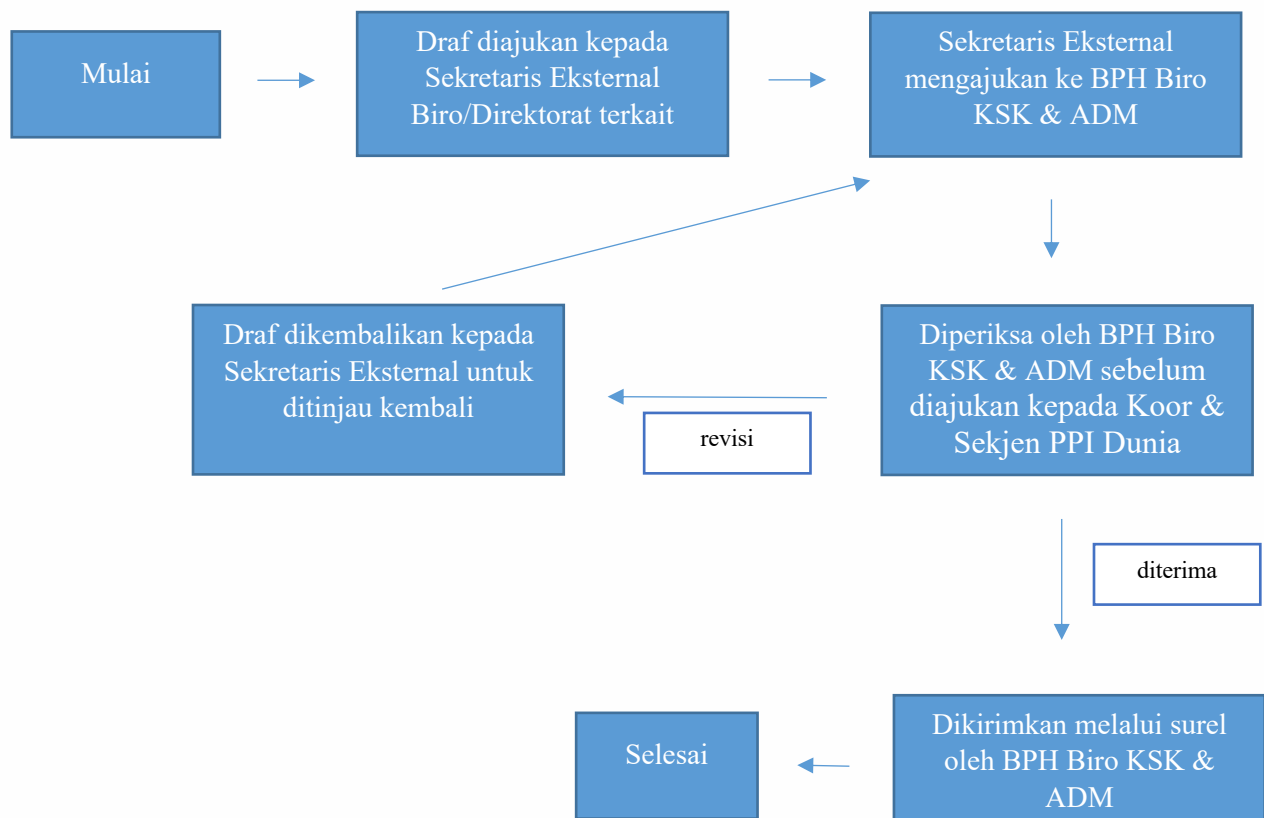 Mulai
Draf diajukan kepada
Sekretaris Eksternal
Biro/Direktorat terkait
Sekretaris Eksternal
mengajukan ke BPH Biro
KSK & ADM
Diperiksa oleh BPH Biro
KSK & ADM sebelum
diajukan kepada Koor &
Sekjen PPI Dunia
revisi
Draf dikembalikan kepada
Sekretaris Eksternal untuk
ditinjau kembali
diterima
Dikirimkan melalui surel
oleh BPH Biro KSK &
ADM
Selesai